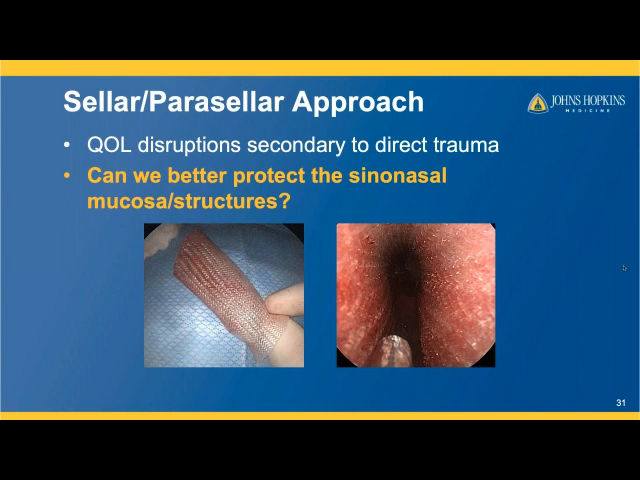 Sellar/Parasellar Approach
JOHNS HOPKINS
MEDICINE
• QOL disruptions secondary to direct trauma
• Can we better protect the sinonasal
mucosa/structures?
31